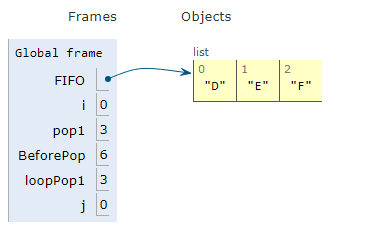 Frames Objects
Global frame
list
FIFO
0 1 2
"D" "E" "F"
i 0
pop1 3
BeforePop 6
loopPop1 3
j 0